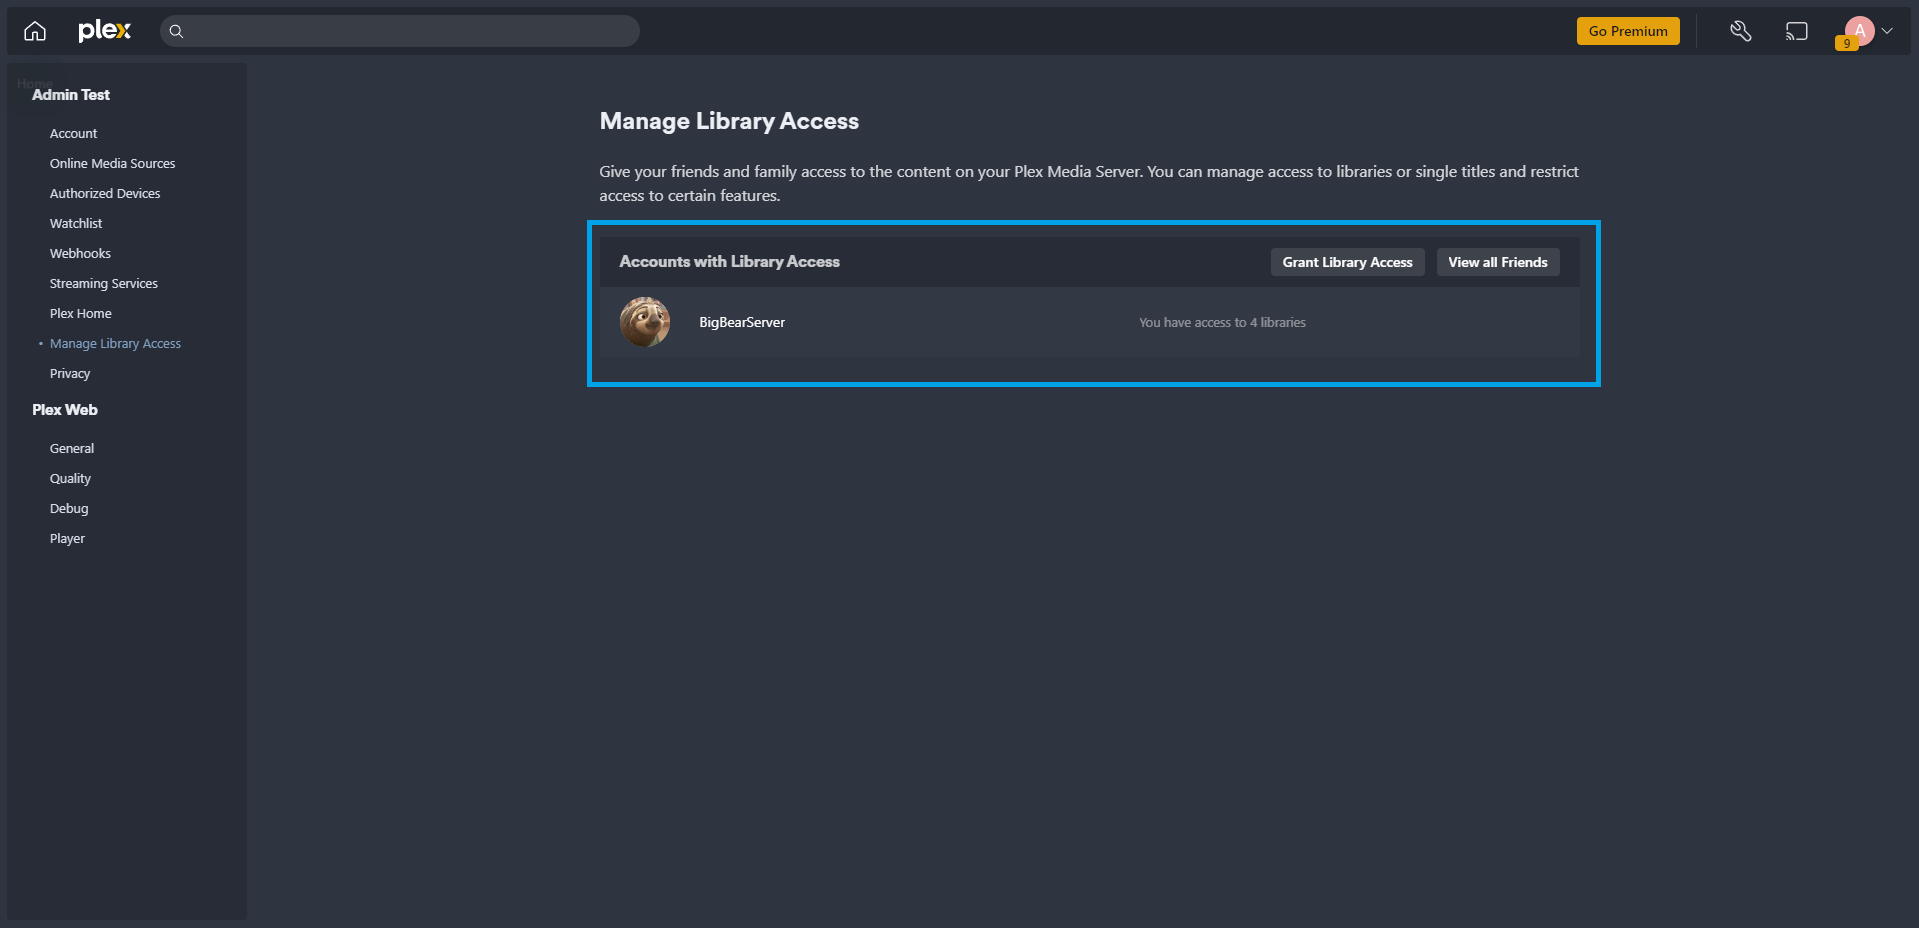 plex
Go Premium
A
9
Home
Admin Test
Account
Online Media Sources
Authorized Devices
Watchlist
Webhooks
Streaming Services
Plex Home
• Manage Library Access
Privacy
Plex Web
General
Quality
Debug
Player
Manage Library Access
Give your friends and family access to the content on your Plex Media Server. You can manage access to libraries or single titles and restrict
access to certain features.
Accounts with Library Access
Grant Library Access
View all Friends
BigBearServer
You have access to 4 libraries